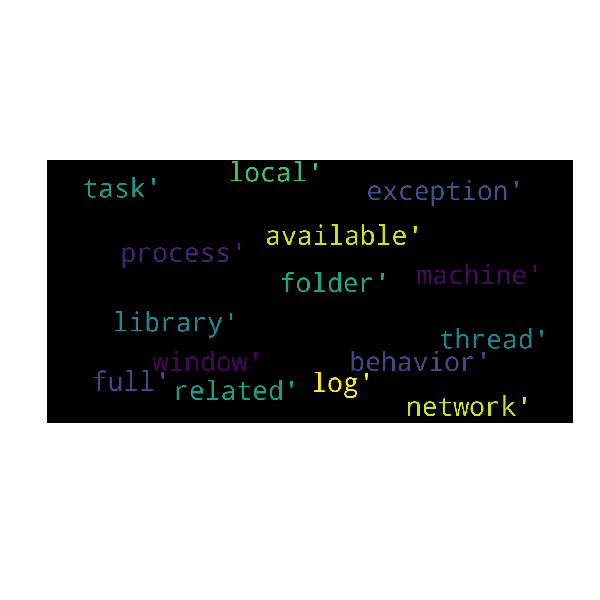 local'
task'
exception'
available'
process'
machine'
folder'
library'
thread'
window'
behavior'
full'
related'
log'
network'